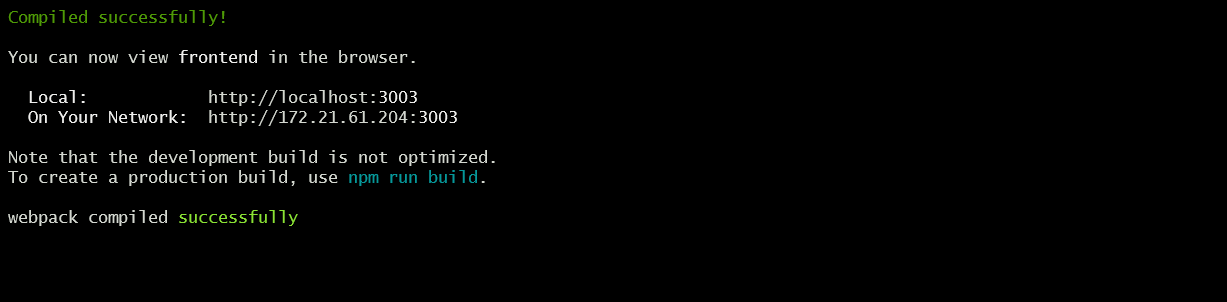 Compiled successfully!
You can now view frontend in the browser.
Local: http://localhost:3003
On Your Network: http://172.21.61.204:3003
Note that the development build is not optimized.
To create a production build, use npm run build.
webpack compiled successfully